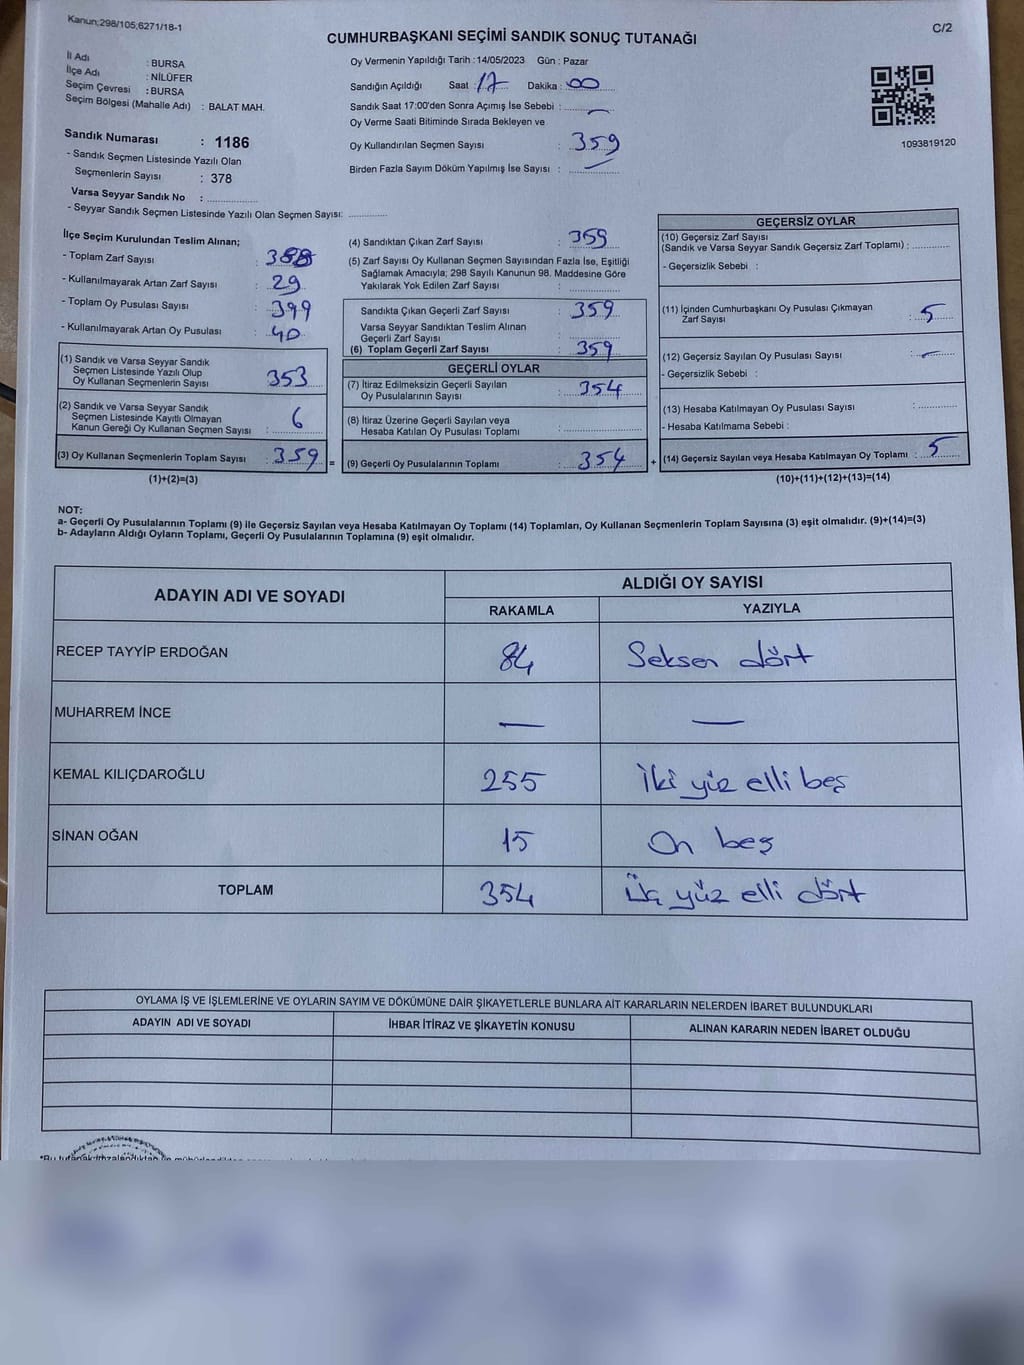 Kanun;298/105;6271/18-1
C/2
CUMHURBAŞKANI SEÇİMİ SANDIK SONUÇ TUTANAĞI
İl Adı : BURSA
İlçe Adı : NİLÜFER
Seçim Çevresi : BURSA
Seçim Bölgesi (Mahalle Adı) : BALAT MAH.
Sandık Numarası : 1186
- Sandık Seçmen Listesinde Yazılı Olan
Seçmenlerin Sayısı : 378
Varsa Seyyar Sandık No :
- Seyyar Sandık Seçmen Listesinde Yazılı Olan Seçmen Sayısı:
Oy Vermenin Yapıldığı Tarih : 14/05/2023 Gün : Pazar
Sandığın Açıldığı Saat : 17 Dakika : 00
Sandık Saat 17:00'den Sonra Açımış İse Sebebi : —
Oy Verme Saati Bitiminde Sırada Bekleyen ve
Oy Kullandırılan Seçmen Sayısı : 359
Birden Fazla Sayım Döküm Yapılmış İse Sayısı : —
1093819120
İlçe Seçim Kurulundan Teslim Alınan;
- Toplam Zarf Sayısı : 388
- Kullanılmayarak Artan Zarf Sayısı : 29
- Toplam Oy Pusulası Sayısı : 399
- Kullanılmayarak Artan Oy Pusulası : 40
(1) Sandık ve Varsa Seyyar Sandık
Seçmen Listesinde Yazılı Olup
Oy Kullanan Seçmenlerin Sayısı : 353
(2) Sandık ve Varsa Seyyar Sandık
Seçmen Listesinde Kayıtlı Olmayan
Kanun Gereği Oy Kullanan Seçmen Sayısı : 6
(3) Oy Kullanan Seçmenlerin Toplam Sayısı : 359 =
(1)+(2)=(3)
(4) Sandıktan Çıkan Zarf Sayısı : 359
(5) Zarf Sayısı Oy Kullanan Seçmen Sayısından Fazla İse, Eşitliği
Sağlamak Amacıyla; 298 Sayılı Kanunun 98. Maddesine Göre
Yakılarak Yok Edilen Zarf Sayısı :
Sandıkta Çıkan Geçerli Zarf Sayısı : 359
Varsa Seyyar Sandıktan Teslim Alınan
Geçerli Zarf Sayısı :
(6) Toplam Geçerli Zarf Sayısı : 359
GEÇERLİ OYLAR
(7) İtiraz Edilmeksizin Geçerli Sayılan
Oy Pusulalarının Sayısı : 354
(8) İtiraz Üzerine Geçerli Sayılan veya
Hesaba Katılan Oy Pusulası Toplamı :
(9) Geçerli Oy Pusulalarının Toplamı : 354 +
GEÇERSİZ OYLAR
(10) Geçersiz Zarf Sayısı
(Sandık ve Varsa Seyyar Sandık Geçersiz Zarf Toplamı) :
- Geçersizlik Sebebi :
(11) İçinden Cumhurbaşkanı Oy Pusulası Çıkmayan
Zarf Sayısı : 5
(12) Geçersiz Sayılan Oy Pusulası Sayısı : —
- Geçersizlik Sebebi :
(13) Hesaba Katılmayan Oy Pusulası Sayısı :
- Hesaba Katılmama Sebebi :
(14) Geçersiz Sayılan veya Hesaba Katılmayan Oy Toplamı : 5
(10)+(11)+(12)+(13)=(14)
NOT:
a- Geçerli Oy Pusulalarının Toplamı (9) ile Geçersiz Sayılan veya Hesaba Katılmayan Oy Toplamı (14) Toplamları, Oy Kullanan Seçmenlerin Toplam Sayısına (3) eşit olmalıdır. (9)+(14)=(3)
b- Adayların Aldığı Oyların Toplamı, Geçerli Oy Pusulalarının Toplamına (9) eşit olmalıdır.
ADAYIN ADI VE SOYADI
ALDIĞI OY SAYISI
RAKAMLA YAZIYLA
RECEP TAYYİP ERDOĞAN 84 Seksen dört
MUHARREM İNCE — —
KEMAL KILIÇDAROĞLU 255 İki yüz elli beş
SİNAN OĞAN 15 On beş
TOPLAM 354 Üç yüz elli dört
OYLAMA İŞ VE İŞLEMLERİNE VE OYLARIN SAYIM VE DÖKÜMÜNE DAİR ŞİKAYETLERLE BUNLARA AİT KARARLARIN NELERDEN İBARET BULUNDUKLARI
ADAYIN ADI VE SOYADI İHBAR İTİRAZ VE ŞİKAYETİN KONUSU ALINAN KARARIN NEDEN İBARET OLDUĞU